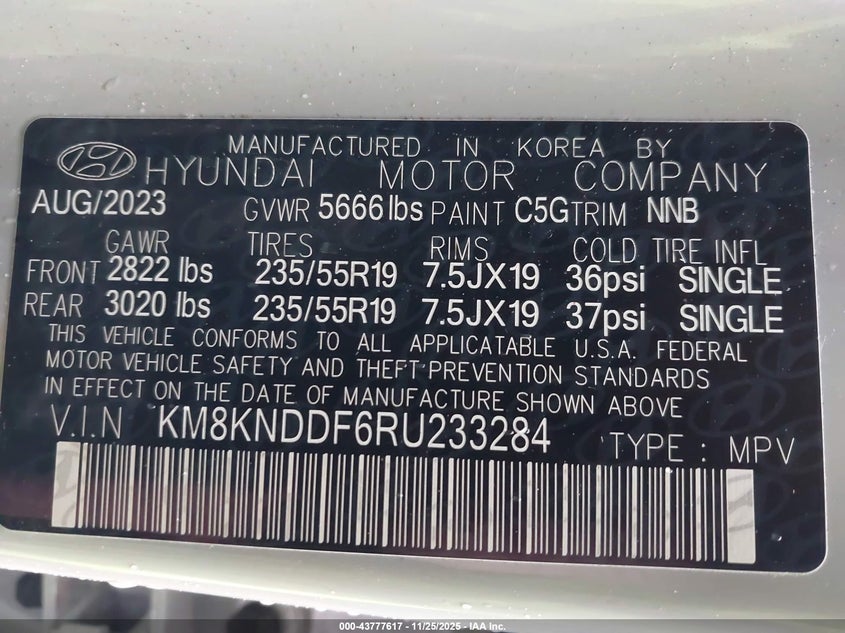 MANUFACTURED IN KOREA BY
HYUNDAI MOTOR COMPANY
AUG/2023 GVWR 5666 lbs PAINT C5G TRIM NNB
GAWR TIRES RIMS COLD TIRE INFL
FRONT 2822 lbs 235/55R19 7.5JX19 36psi SINGLE
REAR 3020 lbs 235/55R19 7.5JX19 37psi SINGLE
THIS VEHICLE CONFORMS TO ALL APPLICATABLE U.S.A. FEDERAL
MOTOR VEHICLE SAFETY AND THEFT PREVENTION STANDARDS
IN EFFECT ON THE DATE OF MANUFACTURE SHOWN ABOVE
V.I.N KM8KNDDF6RU233284 TYPE : MPV
000-43777617 - 11/25/2025 - IAA Inc.